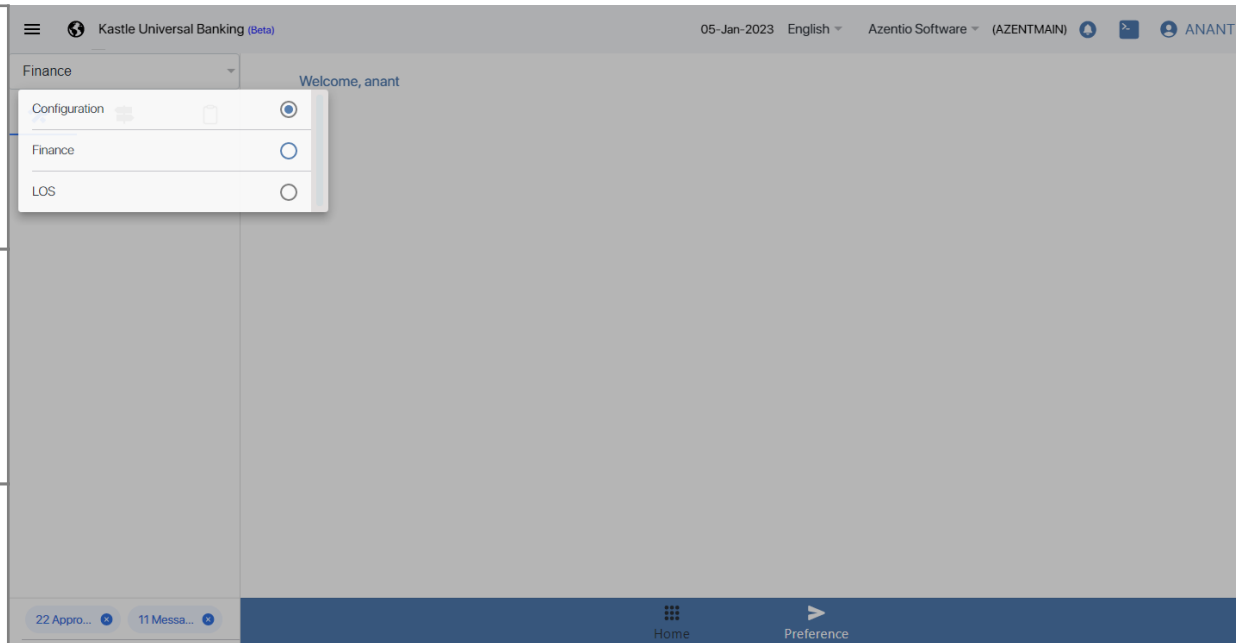 Kastle Universal Banking (Beta)
05-Jan-2023 English Azentio Software (AZENTMAIN) ANANT
Finance
Welcome, anant
Configuration
Finance
LOS
22 Appro... 11 Messa...
Home Preference